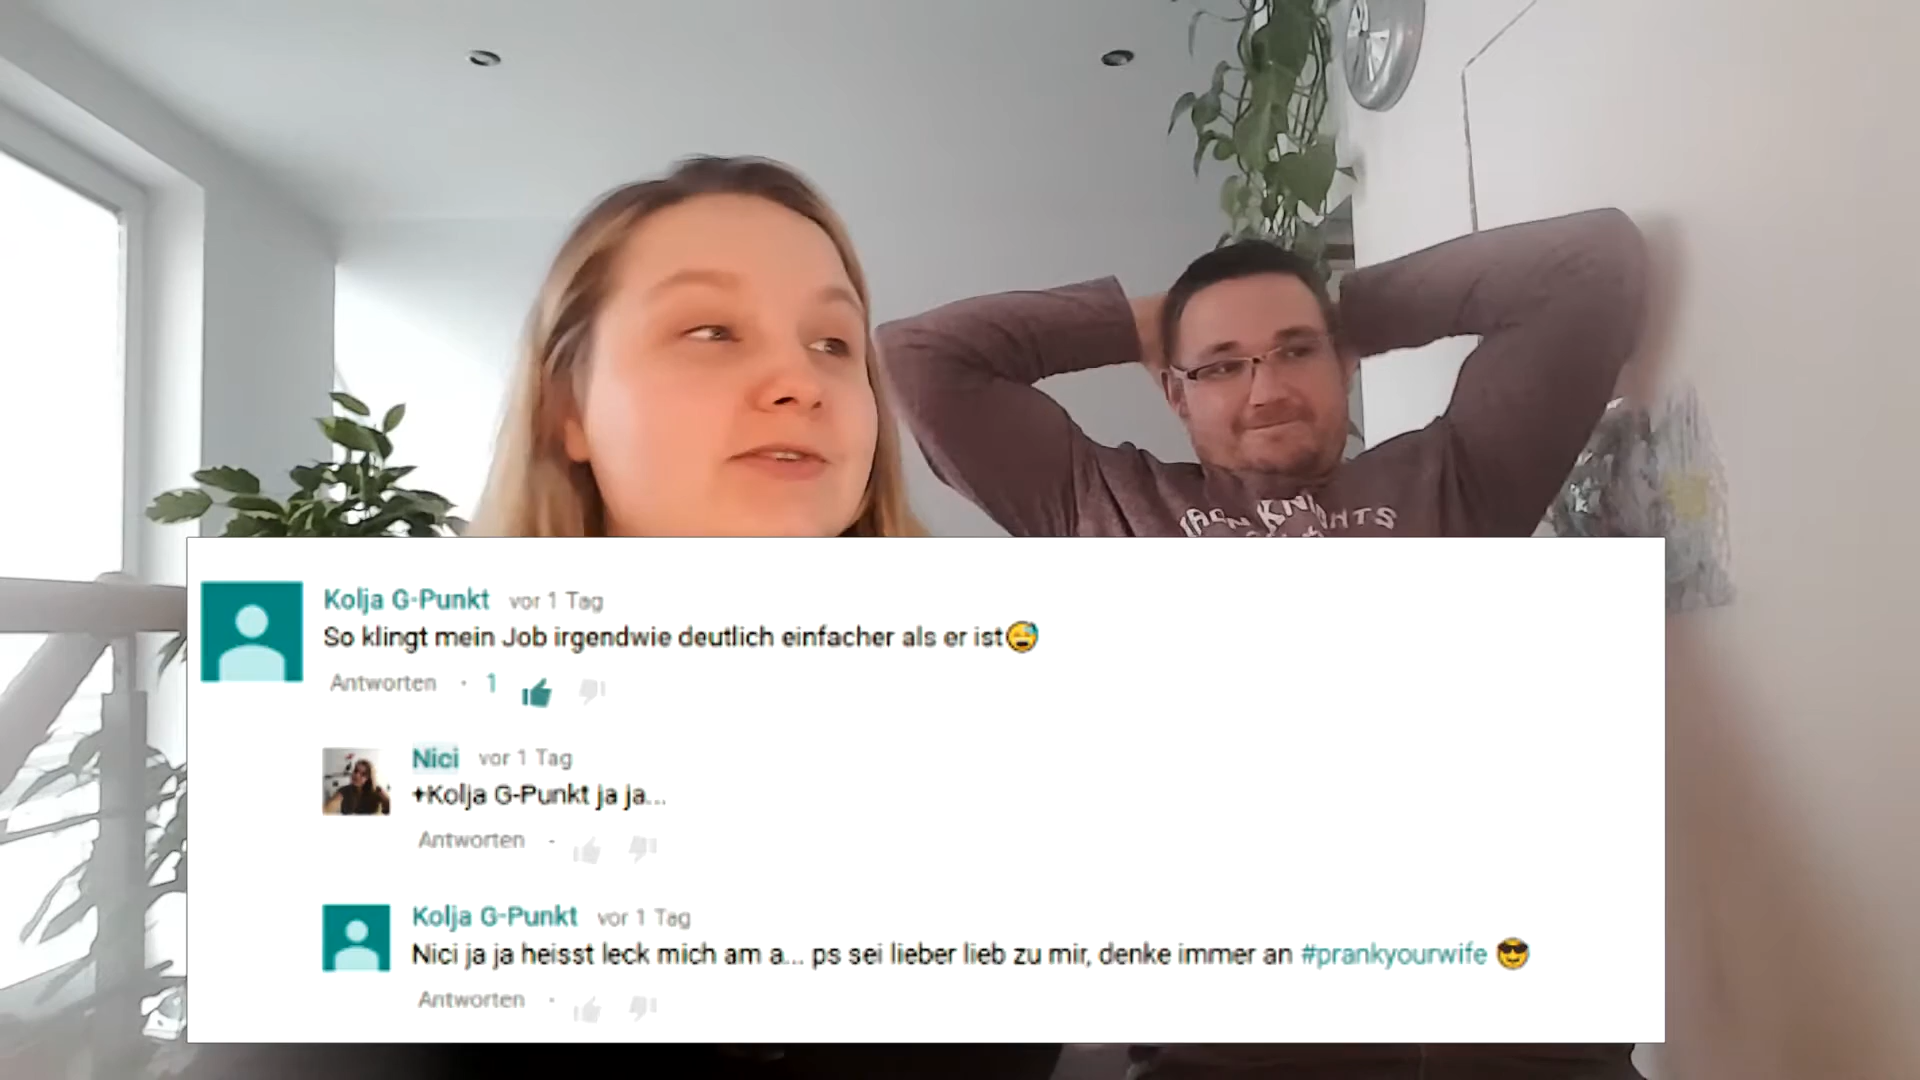 KNIGHTS
Kolja G-Punkt vor 1 Tag
So klingt mein Job irgendwie deutlich einfacher als er ist😅
Antworten · 1
Nici vor 1 Tag
+Kolja G-Punkt ja ja...
Antworten ·
Kolja G-Punkt vor 1 Tag
Nici ja ja heisst leck mich am a... ps sei lieber lieb zu mir, denke immer an #prankyourwife 😎
Antworten ·